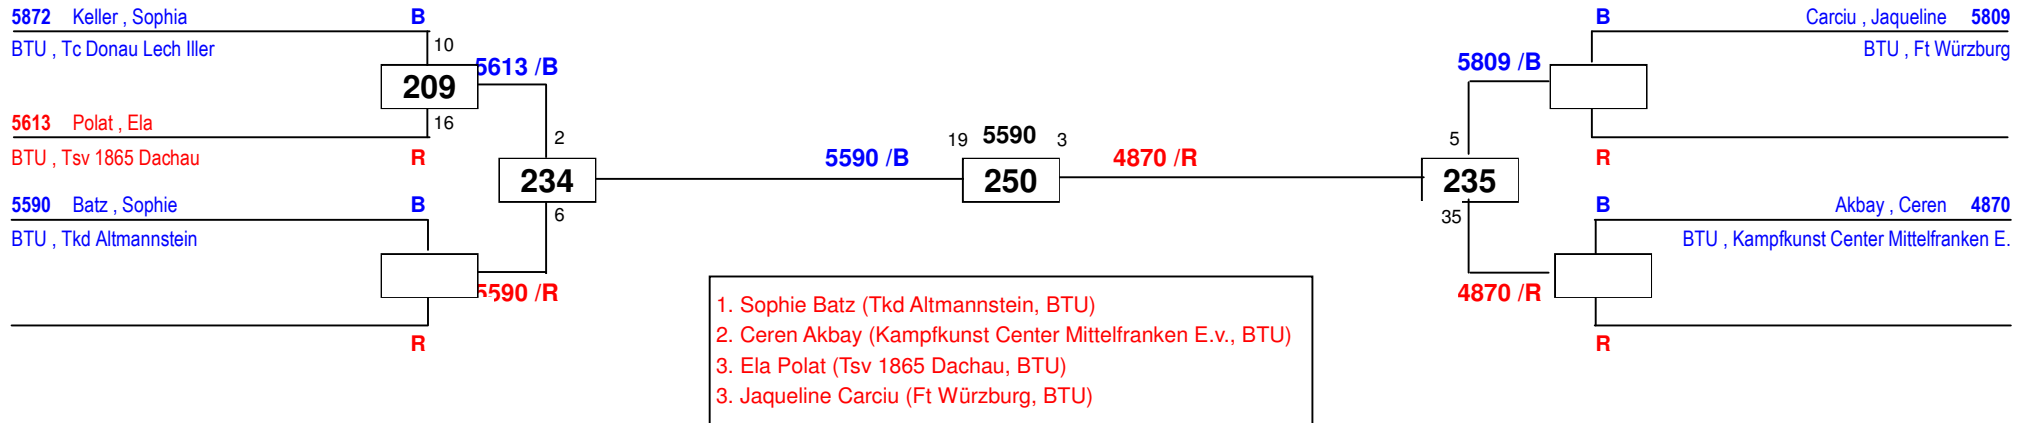 5872 Keller , Sophia B
BTU , Tc Donau Lech Iller
10
5613 /B
209
5613 Polat , Ela
16
BTU , Tsv 1865 Dachau R
2
234
6
5590 Batz , Sophie B
BTU , Tkd Altmannstein
5590 /R
R
5590 /B
19 5590 3
250
4870 /R
B Carciu , Jaqueline 5809
BTU , Ft Würzburg
5809 /B
5
235
35
R
B Akbay , Ceren 4870
BTU , Kampfkunst Center Mittelfranken E.
4870 /R
R
1. Sophie Batz (Tkd Altmannstein, BTU)
2. Ceren Akbay (Kampfkunst Center Mittelfranken E.v., BTU)
3. Ela Polat (Tsv 1865 Dachau, BTU)
3. Jaqueline Carciu (Ft Würzburg, BTU)